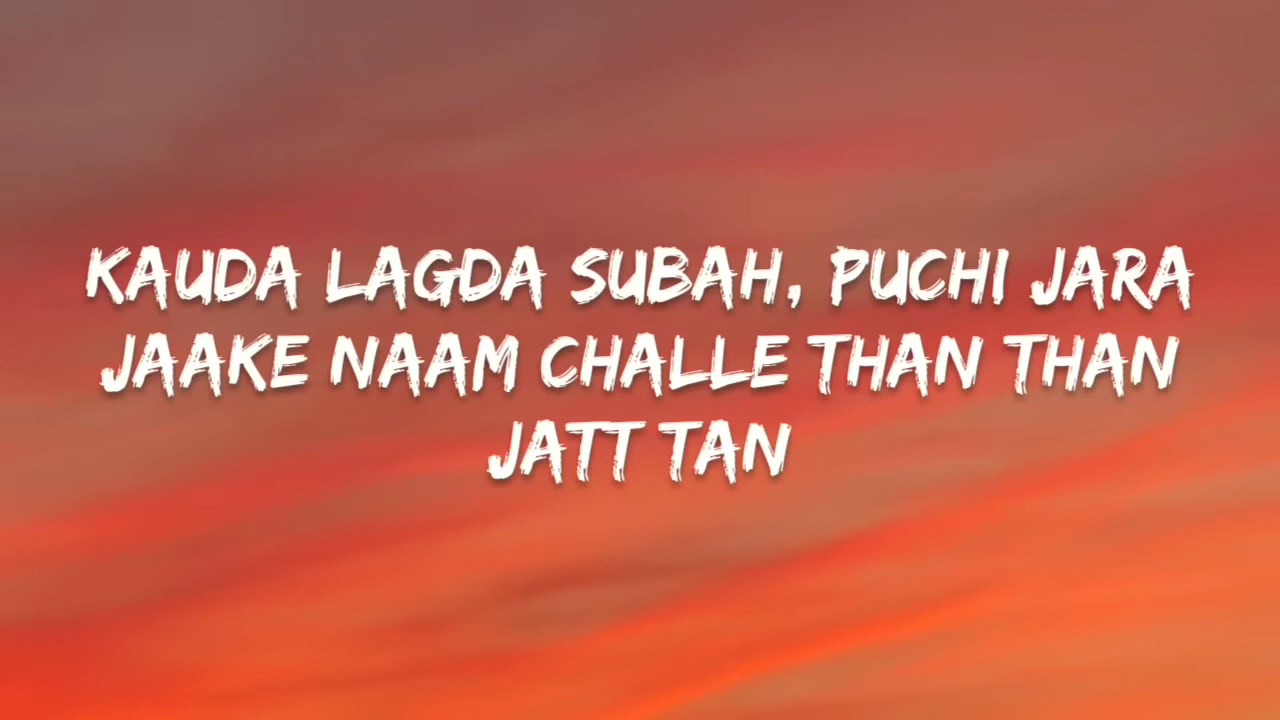 KAUDA LAGDA SUBAH, PUCHI JARA
JAAKE NAAM CHALLE THAN THAN
JATT TAN